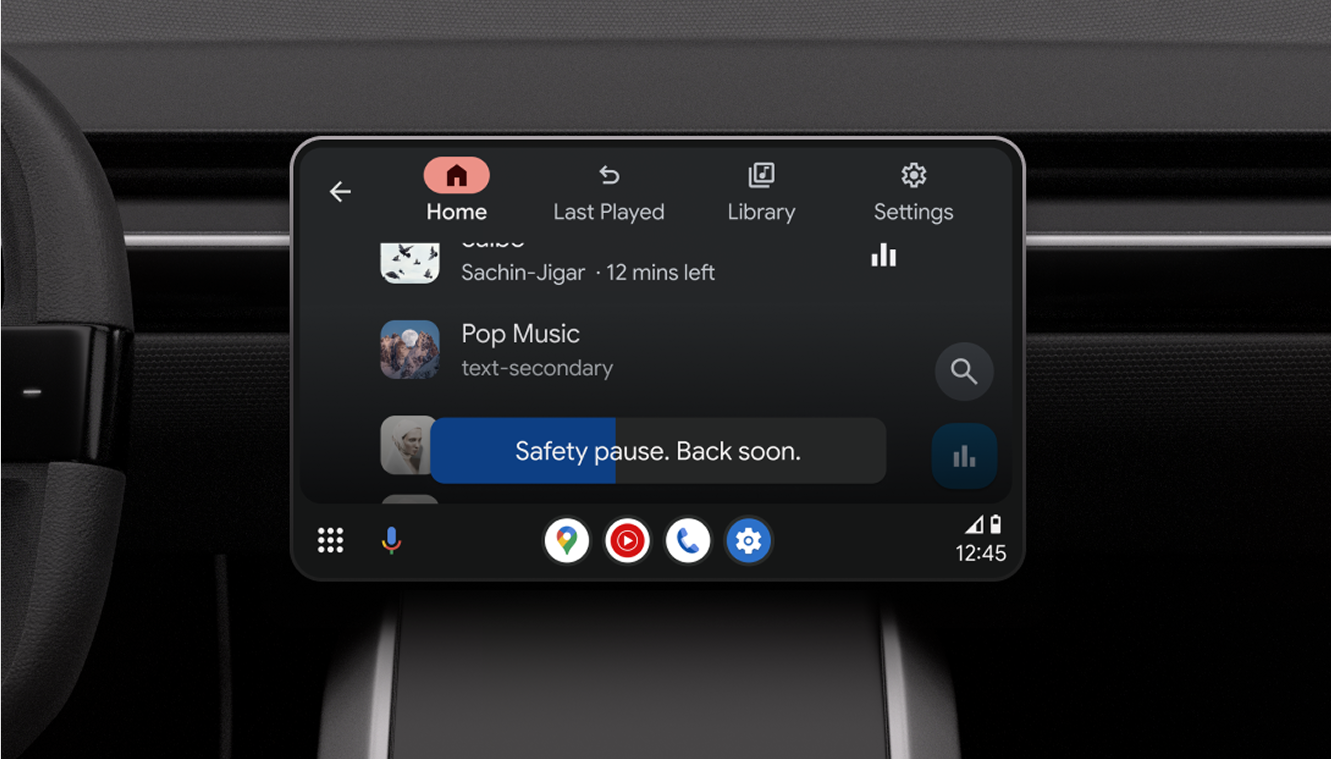 Home
Last Played
Library
Settings
Sachin-Jigar · 12 mins left
Pop Music
text-secondary
Safety pause. Back soon.
12:45